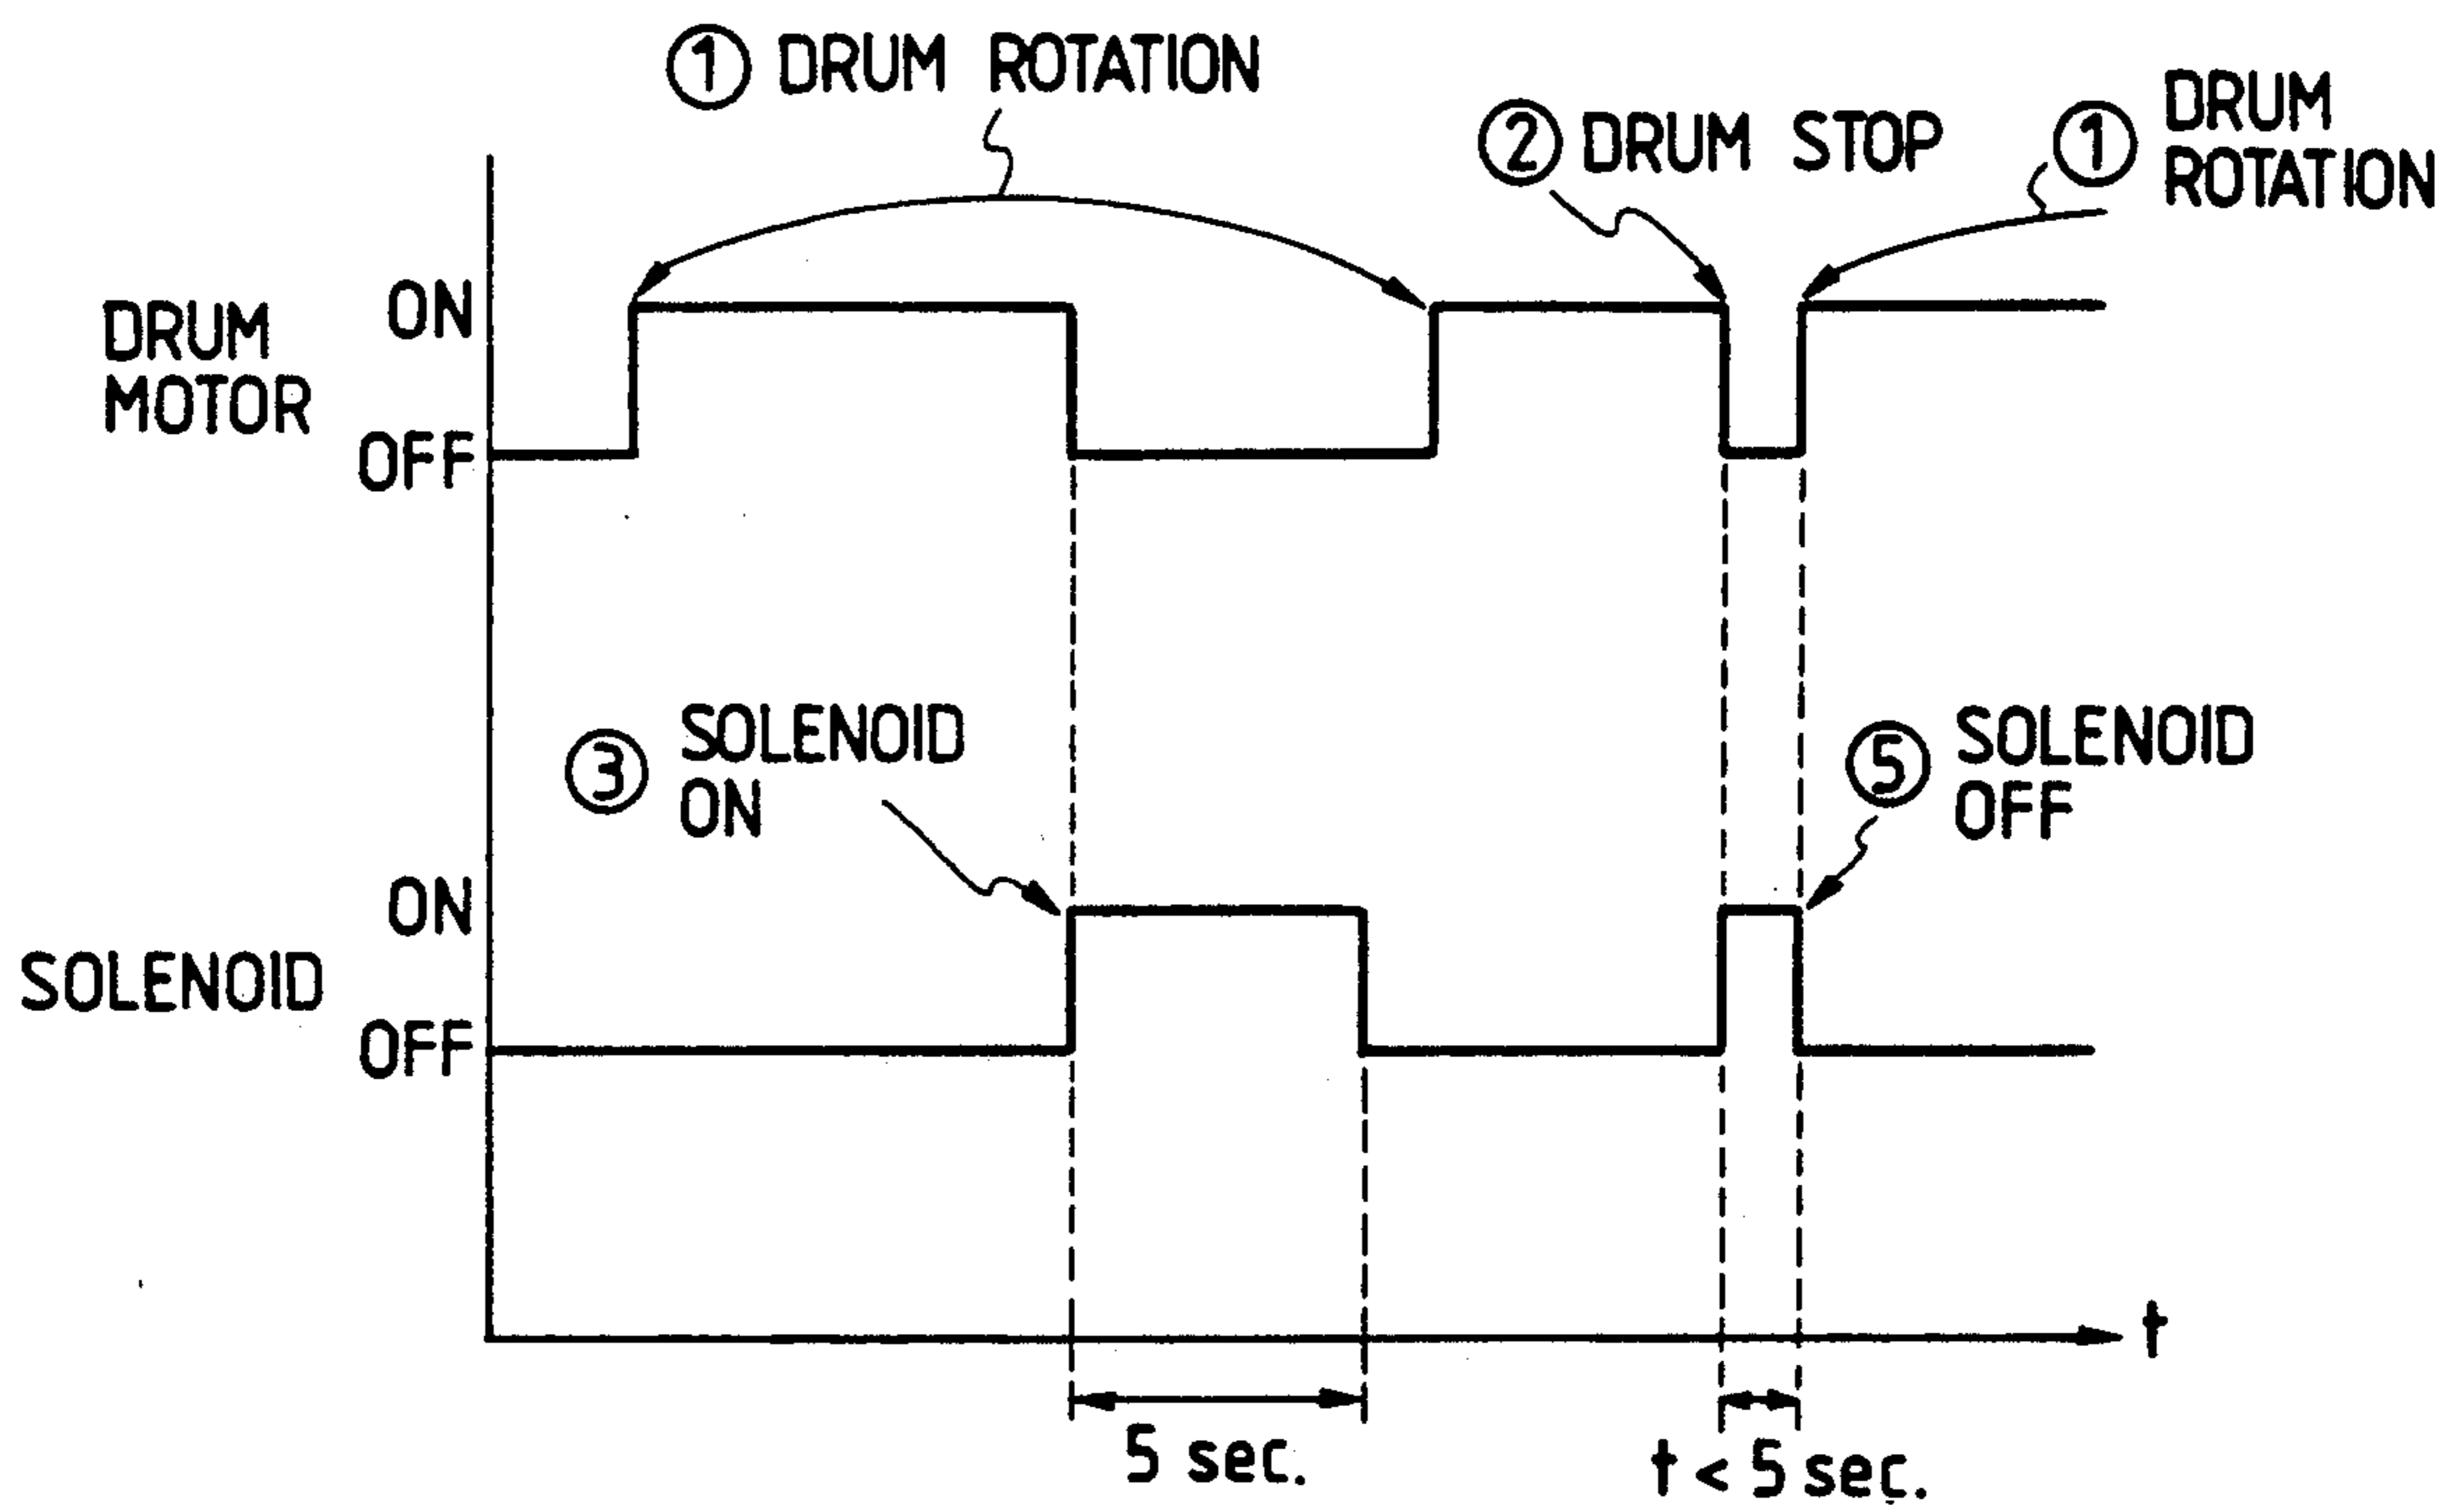 ① DRUM ROTATION
② DRUM STOP
① DRUM
ROTATION
DRUM
MOTOR
ON
OFF
③ SOLENOID
ON
⑤ SOLENOID
OFF
SOLENOID
ON
OFF
t
5 sec.
t < 5 sec.